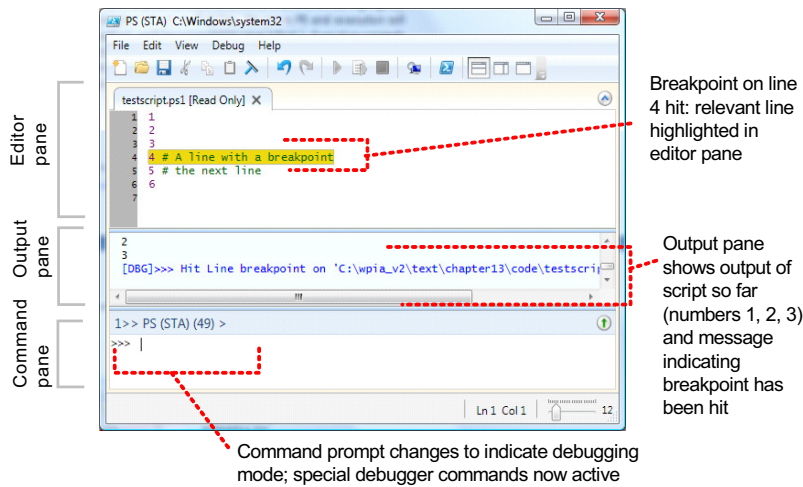 PS (STA) C:\Windows\system32
File Edit View Debug Help
testscript.ps1 [Read Only] X
1 1
2 2
3 3
4 4 # A line with a breakpoint
5 5 # the next line
6 6
7
2
3
[DBG]>>> Hit Line breakpoint on 'C:\wpia_v2\text\chapter13\code\testscrip
1>> PS (STA) (49) >
>>>
Ln 1 Col 1
12
Editor
pane
Output
pane
Command
pane
Breakpoint on line
4 hit: relevant line
highlighted in
editor pane
Output pane
shows output of
script so far
(numbers 1, 2, 3)
and message
indicating
breakpoint has
been hit
Command prompt changes to indicate debugging
mode; special debugger commands now active